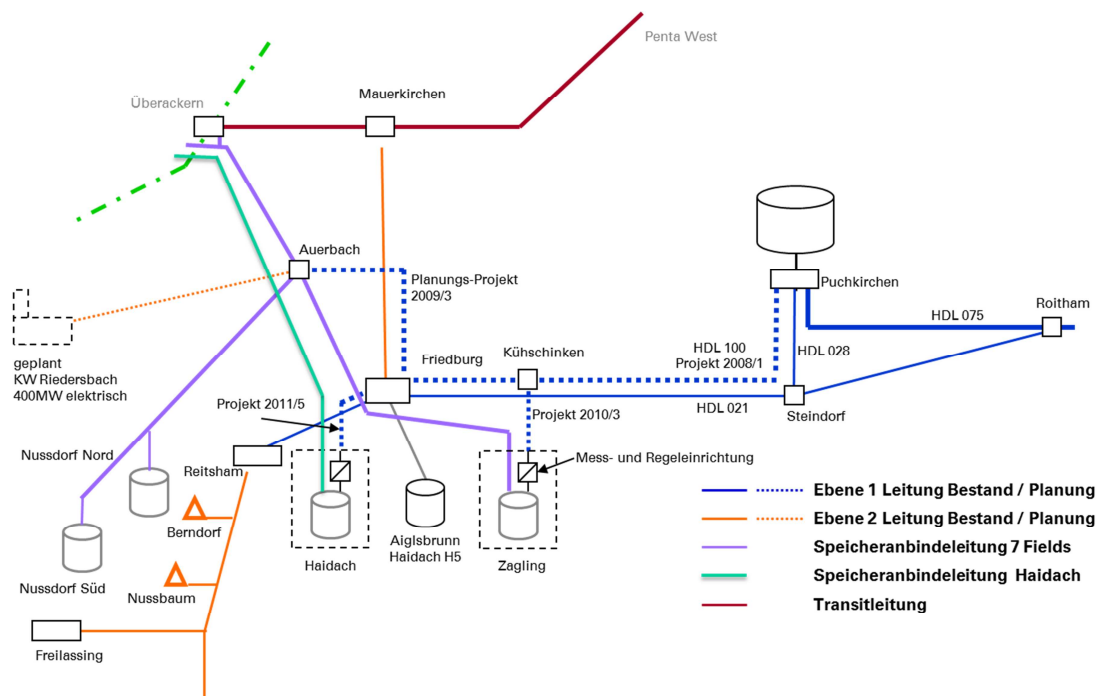 Penta West
Mauerkirchen
Überackern
Auerbach
Planungs-Projekt
2009/3
Puchkirchen
Roitham
HDL 075
geplant
KW Riedersbach
400MW elektrisch
Friedburg
Kühschinken
HDL 100
Projekt 2008/1
HDL 028
HDL 021
Steindorf
Projekt 2011/5
Projekt 2010/3
Nussdorf Nord
Reitsham
Mess- und Regeleinrichtung
Berndorf
Aiglsbrunn
Haidach H5
Haidach
Zagling
Nussdorf Süd
Nussbaum
Freilassing
Ebene 1 Leitung Bestand / Planung
Ebene 2 Leitung Bestand / Planung
Speicheranbindeleitung 7 Fields
Speicheranbindeleitung Haidach
Transitleitung